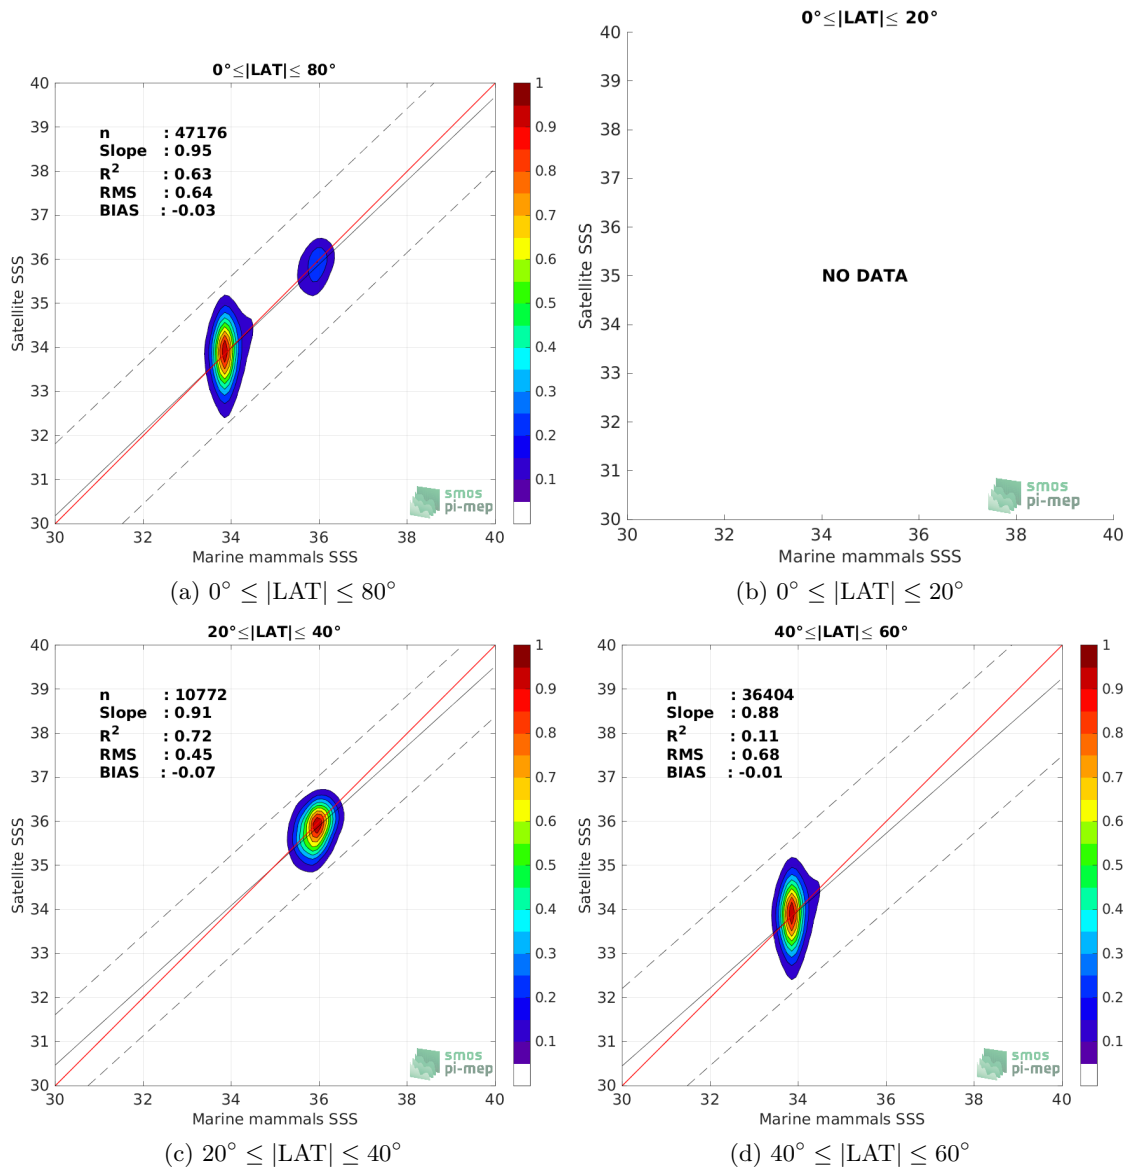 0°≤|LAT|≤ 80°
40
39
38
37
36
35
34
33
32
31
30
n : 47176
Slope : 0.95
R² : 0.63
RMS : 0.64
BIAS : -0.03
Satellite SSS
smos
pi-mep
30 32 34 36 38 40
Marine mammals SSS
1
0.9
0.8
0.7
0.6
0.5
0.4
0.3
0.2
0.1
(a) 0° ≤ |LAT| ≤ 80°
0°≤|LAT|≤ 20°
40
39
38
37
36
35
34
33
32
31
30
Satellite SSS
NO DATA
smos
pi-mep
30 32 34 36 38 40
Marine mammals SSS
(b) 0° ≤ |LAT| ≤ 20°
20°≤|LAT|≤ 40°
40
39
38
37
36
35
34
33
32
31
30
n : 10772
Slope : 0.91
R² : 0.72
RMS : 0.45
BIAS : -0.07
Satellite SSS
smos
pi-mep
30 32 34 36 38 40
Marine mammals SSS
1
0.9
0.8
0.7
0.6
0.5
0.4
0.3
0.2
0.1
(c) 20° ≤ |LAT| ≤ 40°
40°≤|LAT|≤ 60°
40
39
38
37
36
35
34
33
32
31
30
n : 36404
Slope : 0.88
R² : 0.11
RMS : 0.68
BIAS : -0.01
Satellite SSS
smos
pi-mep
30 32 34 36 38 40
Marine mammals SSS
1
0.9
0.8
0.7
0.6
0.5
0.4
0.3
0.2
0.1
(d) 40° ≤ |LAT| ≤ 60°